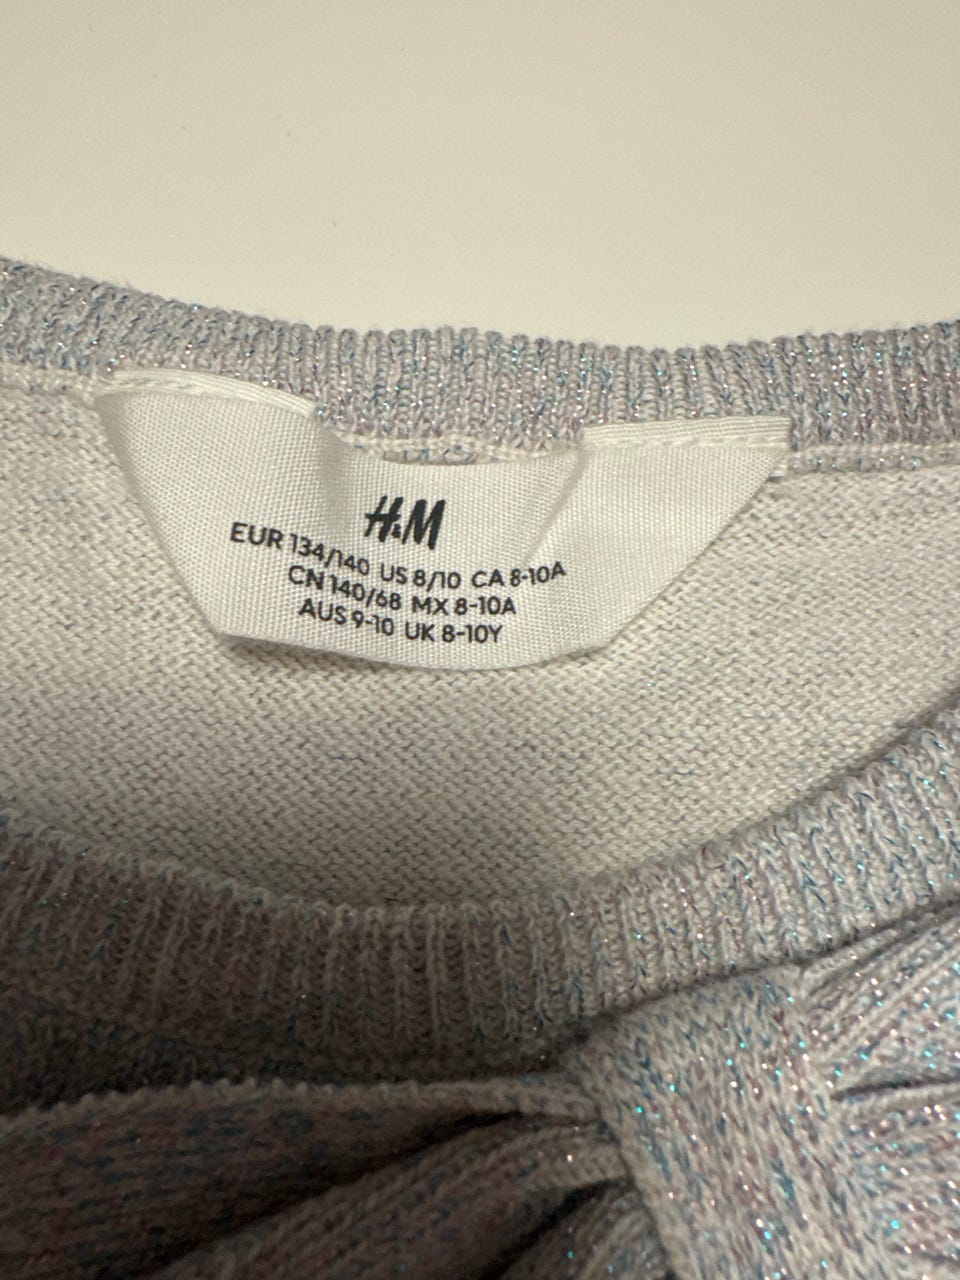 H&M
EUR 134/140 US 8/10 CA 8-10A
CN 140/68 MX 8-10A
AUS 9-10 UK 8-10Y